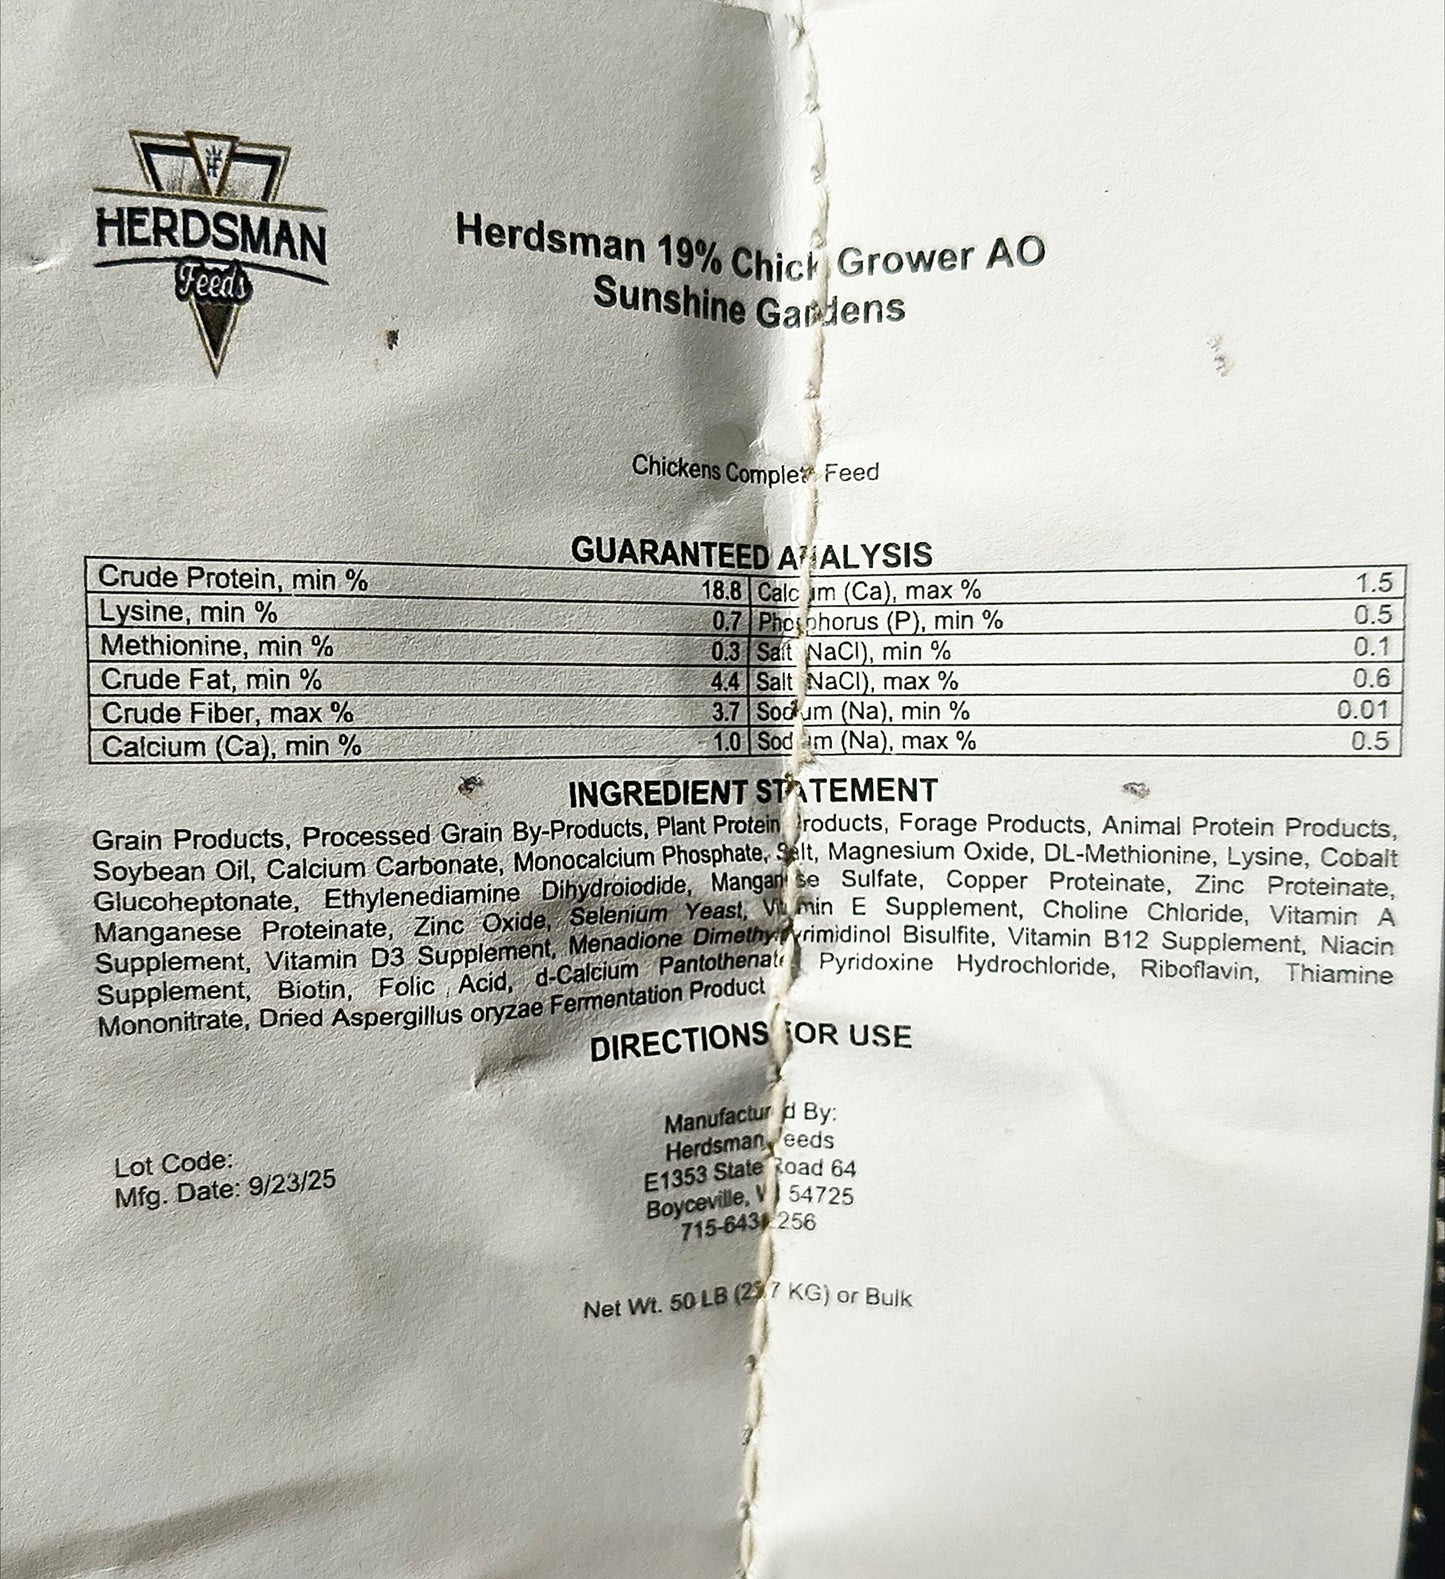 HERDSMAN
Feeds
Herdsman 19% Chick Grower AO
Sunshine Gardens
Chickens Complete Feed
GUARANTEED ANALYSIS
Crude Protein, min % 18.8 Calcium (Ca), max % 1.5
Lysine, min % 0.7 Phosphorus (P), min % 0.5
Methionine, min % 0.3 Salt (NaCl), min % 0.1
Crude Fat, min % 4.4 Salt (NaCl), max % 0.6
Crude Fiber, max % 3.7 Sodium (Na), min % 0.01
Calcium (Ca), min % 1.0 Sodium (Na), max % 0.5
INGREDIENT STATEMENT
Grain Products, Processed Grain By-Products, Plant Protein Products, Forage Products, Animal Protein Products,
Soybean Oil, Calcium Carbonate, Monocalcium Phosphate, Salt, Magnesium Oxide, DL-Methionine, Lysine, Cobalt
Glucoheptonate, Ethylenediamine Dihydroiodide, Manganese Sulfate, Copper Proteinate, Zinc Proteinate,
Manganese Proteinate, Zinc Oxide, Selenium Yeast, Vitamin E Supplement, Choline Chloride, Vitamin A
Supplement, Vitamin D3 Supplement, Menadione Dimethylpyrimidinol Bisulfite, Vitamin B12 Supplement, Niacin
Supplement, Biotin, Folic Acid, d-Calcium Pantothenate, Pyridoxine Hydrochloride, Riboflavin, Thiamine
Mononitrate, Dried Aspergillus oryzae Fermentation Product
DIRECTIONS FOR USE
Manufactured By:
Herdsman Feeds
E1353 State Road 64
Boyceville, WI 54725
Lot Code:
Mfg. Date: 9/23/25
Net Wt. 50 LB KG) or Bulk